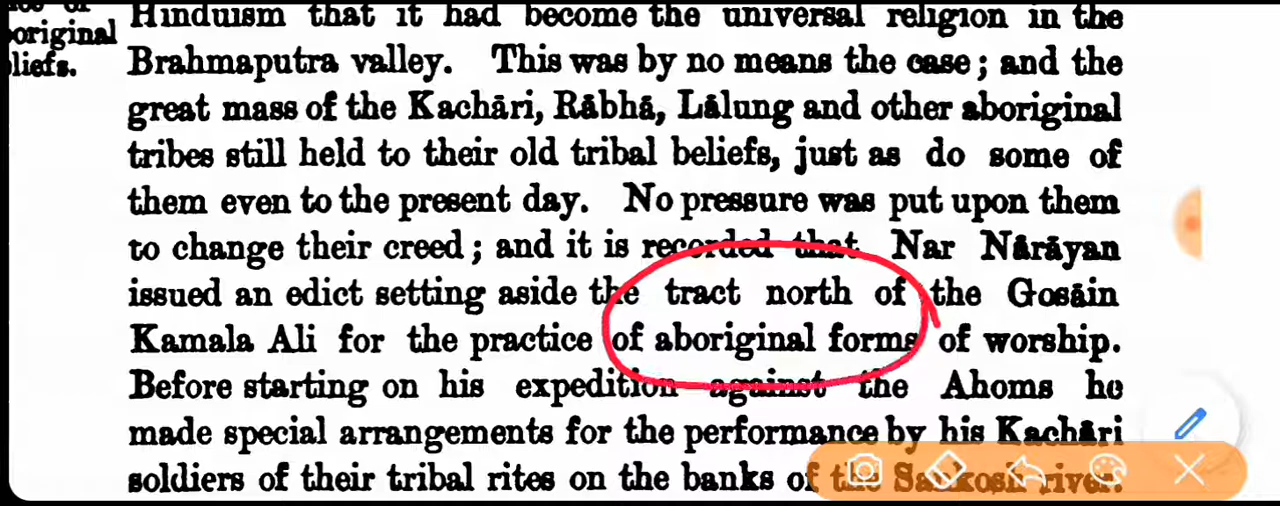 original
liefs.
Hinduism that it had become the universal religion in the
Brahmaputra valley. This was by no means the case; and the
great mass of the Kachāri, Rābhā, Lālung and other aboriginal
tribes still held to their old tribal beliefs, just as do some of
them even to the present day. No pressure was put upon them
to change their creed; and it is recorded that Nar Nārāyan
issued an edict setting aside the tract north of the Gosāin
Kamala Ali for the practice of aboriginal forms of worship.
Before starting on his expedition against the Ahoms he
made special arrangements for the performance by his Kachāri
soldiers of their tribal rites on the banks of the Sankosh river.